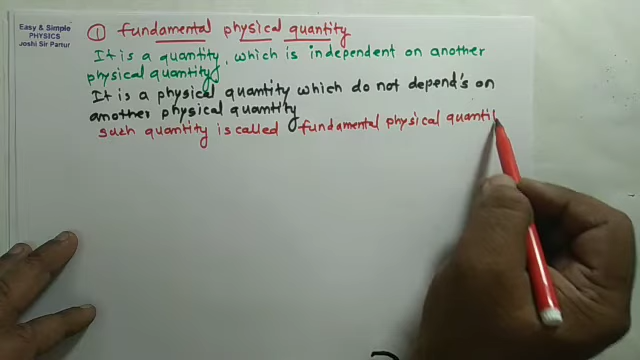 Easy & Simple
PHYSICS
Joshi Sir Partur
① fundamental physical quantity
It is a quantity, which is independent on another
physical quantity
It is a physical quantity which do not depend's on
another physical quantity
such quantity is called fundamental physical quanti